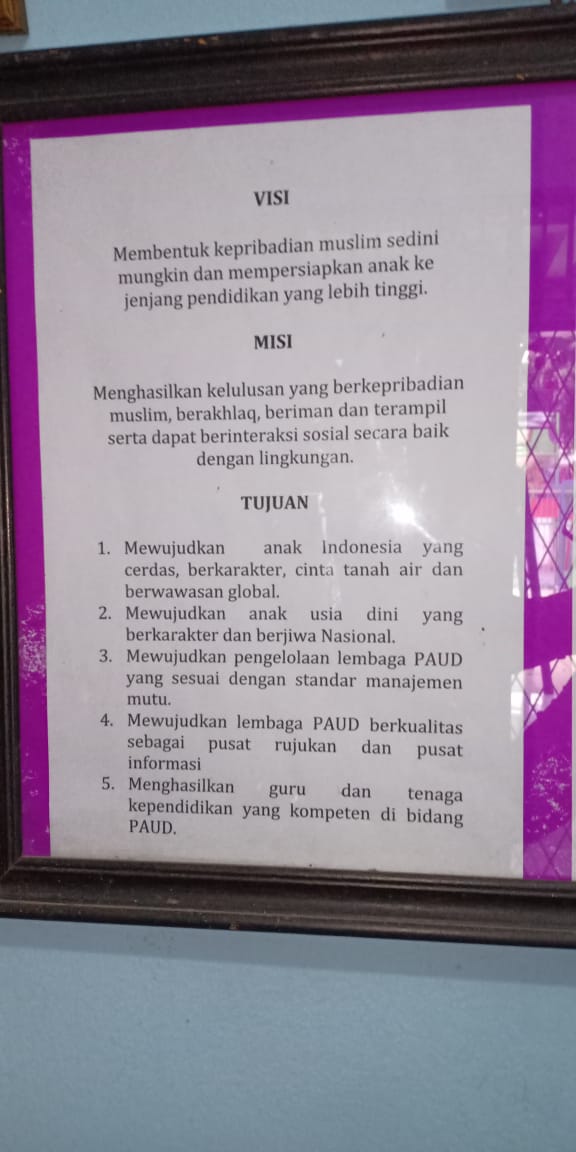 VISI
Membentuk kepribadian muslim sedini
mungkin dan mempersiapkan anak ke
jenjang pendidikan yang lebih tinggi.
MISI
Menghasilkan kelulusan yang berkepribadian
muslim, berakhlaq, beriman dan terampil
serta dapat berinteraksi sosial secara baik
dengan lingkungan.
TUJUAN
1. Mewujudkan anak Indonesia yang
cerdas, berkarakter, cinta tanah air dan
berwawasan global.
2. Mewujudkan anak usia dini yang
berkarakter dan berjiwa Nasional.
3. Mewujudkan pengelolaan lembaga PAUD
yang sesuai dengan standar manajemen
mutu.
4. Mewujudkan lembaga PAUD berkualitas
sebagai pusat rujukan dan pusat
informasi
5. Menghasilkan guru dan tenaga
kependidikan yang kompeten di bidang
PAUD.